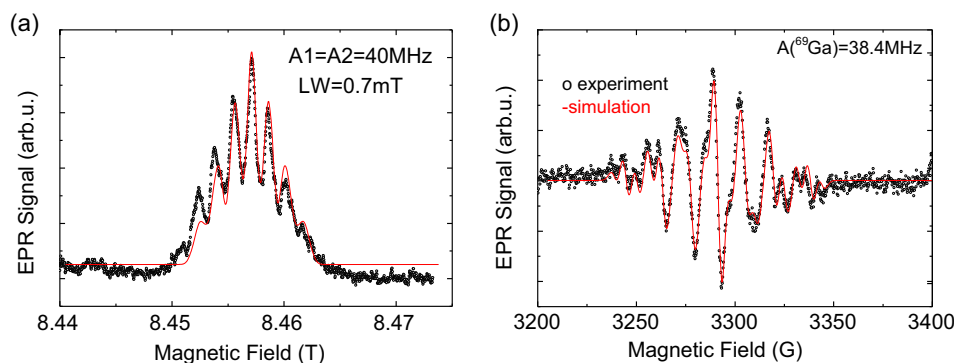 (a)
A1=A2=40MHz
LW=0.7mT
EPR Signal (arb.u.)
8.44 8.45 8.46 8.47
Magnetic Field (T)
(b)
A(⁶⁹Ga)=38.4MHz
o experiment
-simulation
EPR Signal (arb.u.)
3200 3250 3300 3350 3400
Magnetic Field (G)